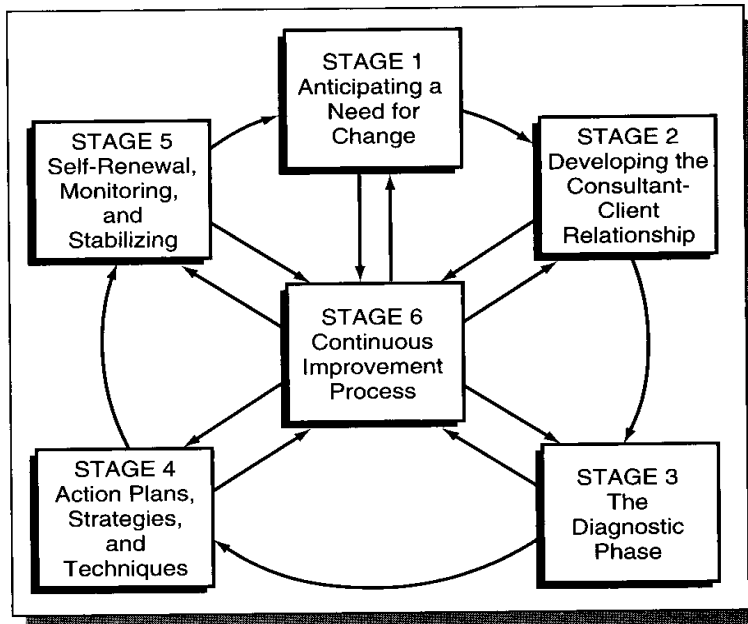 STAGE 1
Anticipating a
Need for
Change
STAGE 2
Developing the
Consultant-
Client
Relationship
STAGE 3
The
Diagnostic
Phase
STAGE 4
Action Plans,
Strategies,
and
Techniques
STAGE 5
Self-Renewal,
Monitoring,
and
Stabilizing
STAGE 6
Continuous
Improvement
Process